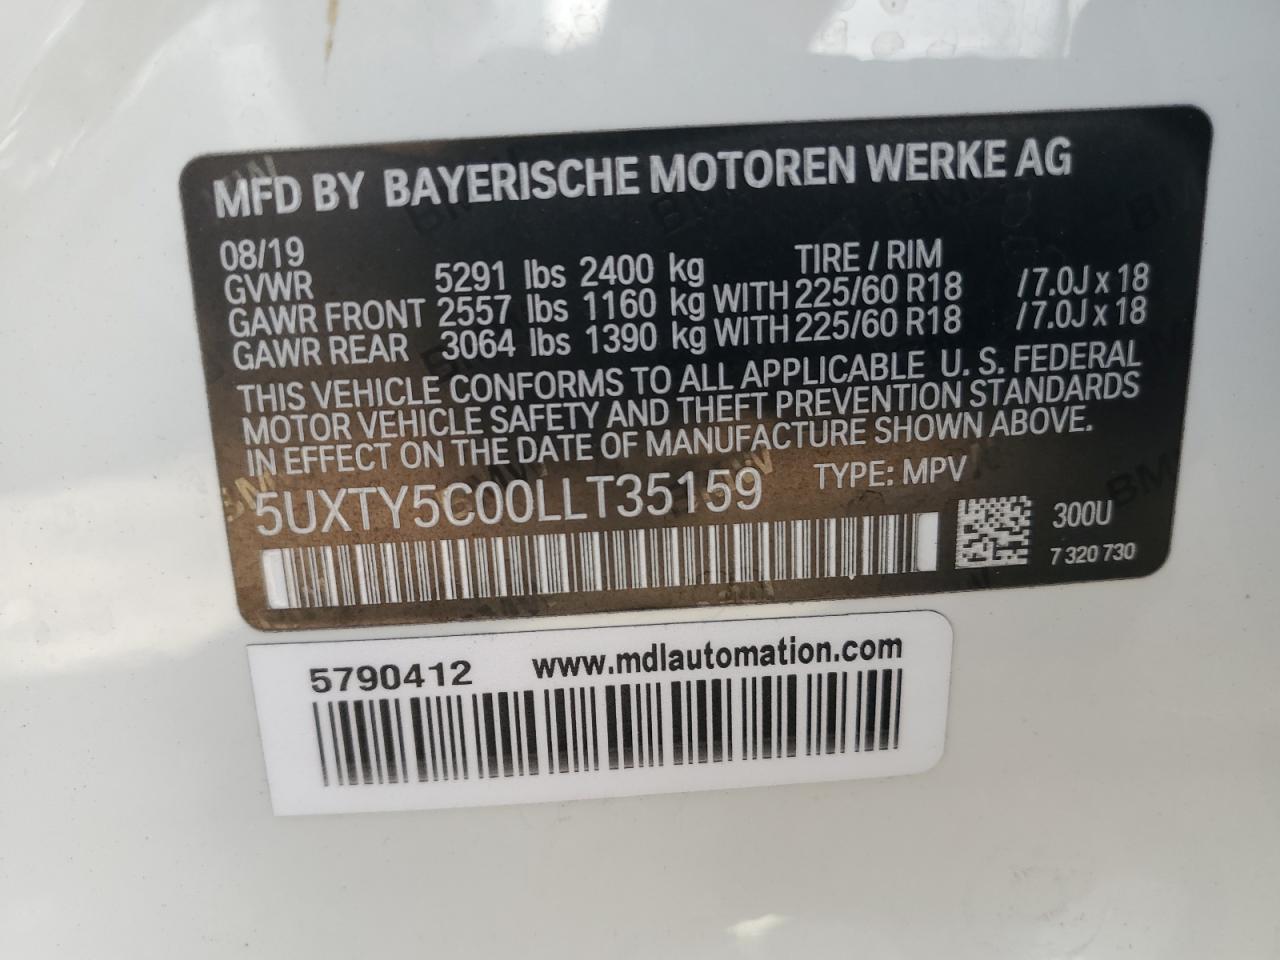 MFD BY BAYERISCHE MOTOREN WERKE AG
08/19 TIRE / RIM
GVWR 5291 lbs 2400 kg
GAWR FRONT 2557 lbs 1160 kg WITH 225/60 R18 /7.0J x 18
GAWR REAR 3064 lbs 1390 kg WITH 225/60 R18 /7.0J x 18
THIS VEHICLE CONFORMS TO ALL APPLICABLE U. S. FEDERAL
MOTOR VEHICLE SAFETY AND THEFT PREVENTION STANDARDS
IN EFFECT ON THE DATE OF MANUFACTURE SHOWN ABOVE.
5UXTY5C00LLT35159 TYPE: MPV
300U
7 320 730
5790412 www.mdlautomation.com